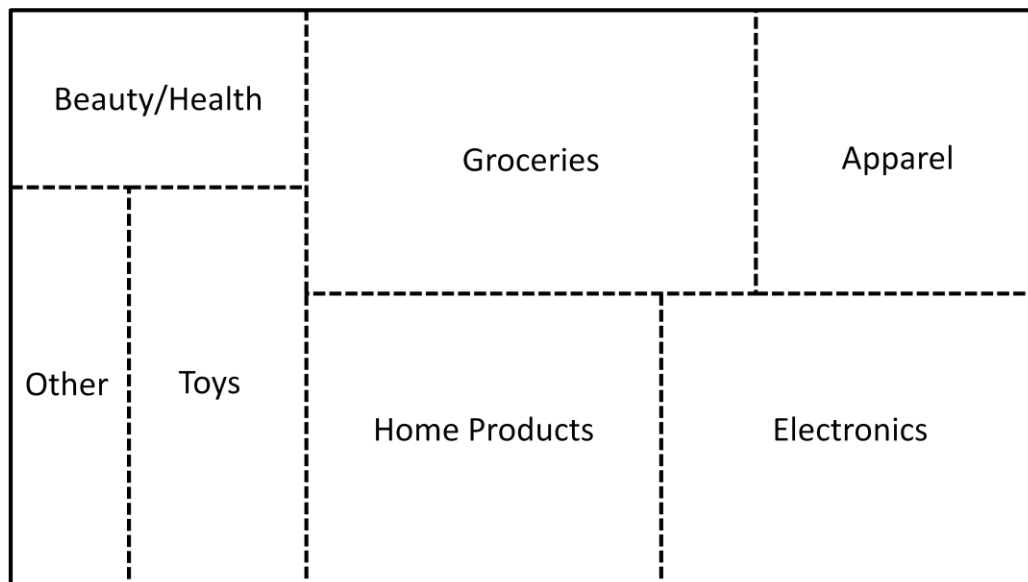 Beauty/Health
Groceries
Apparel
Other
Toys
Home Products
Electronics